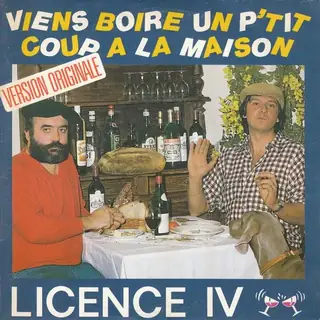 VIENS BOIRE UN P'TIT
COUP A LA MAISON
VERSION ORIGINALE
LICENCE IV